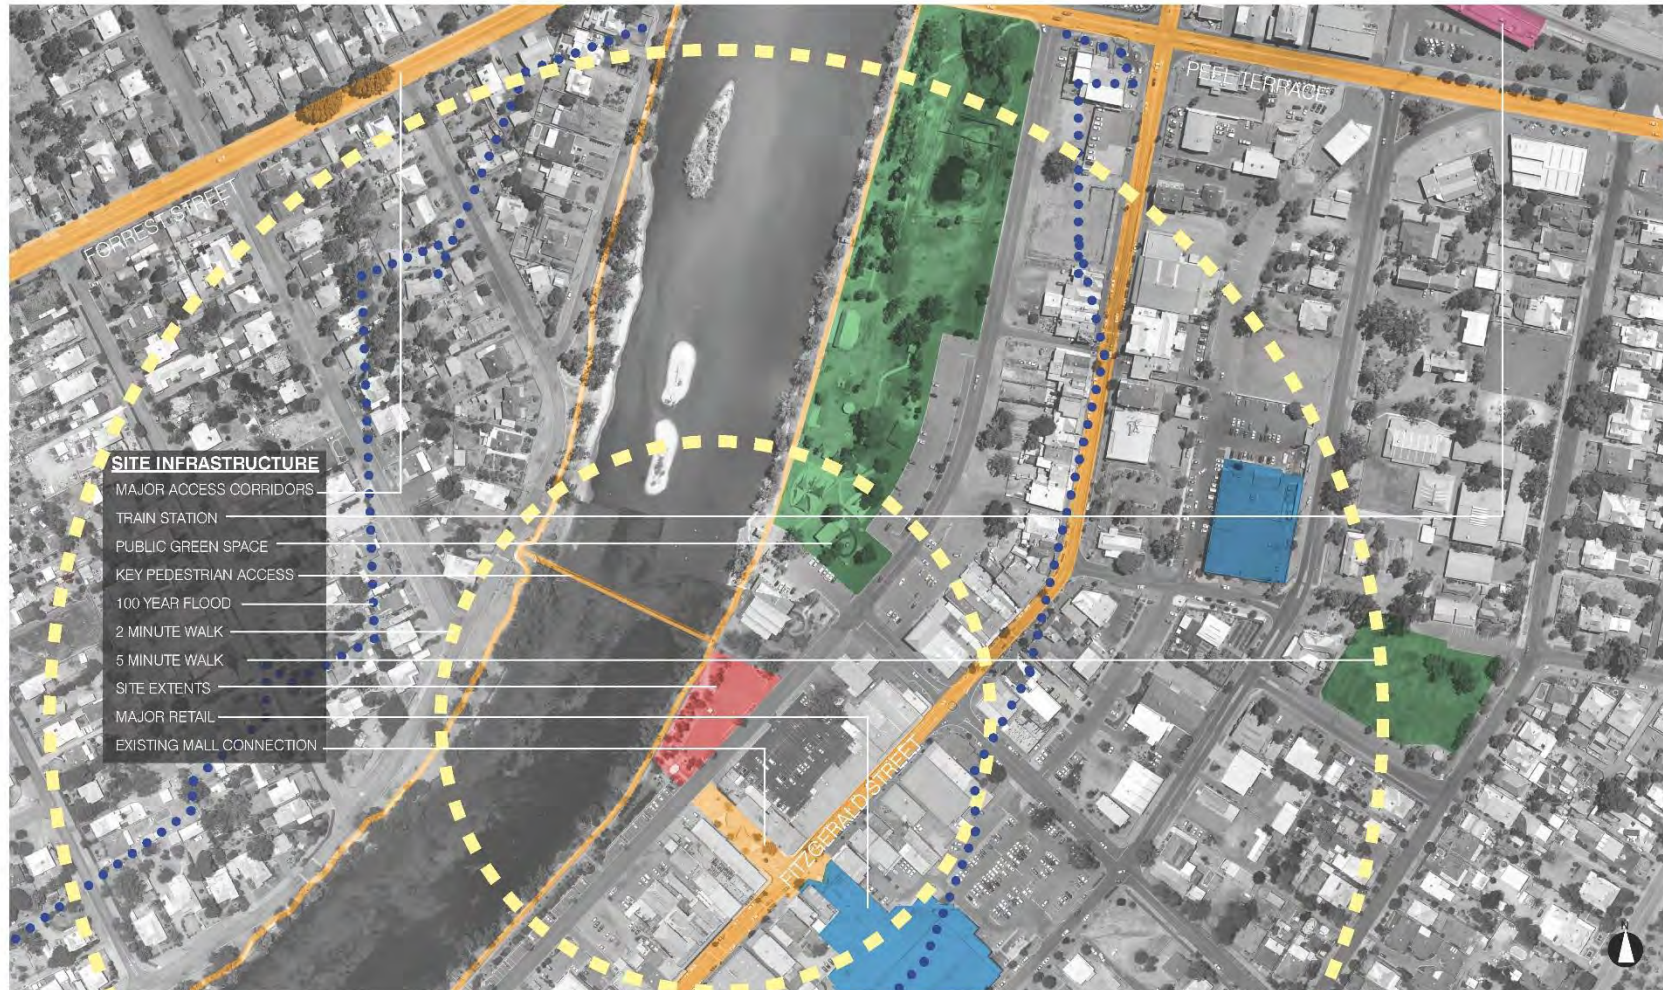 PEEL TERRACE
FORREST STREET
SITE INFRASTRUCTURE
MAJOR ACCESS CORRIDORS
TRAIN STATION
PUBLIC GREEN SPACE
KEY PEDESTRIAN ACCESS
100 YEAR FLOOD
2 MINUTE WALK
5 MINUTE WALK
SITE EXTENTS
MAJOR RETAIL
EXISTING MALL CONNECTION
FITZGERALD STREET
N